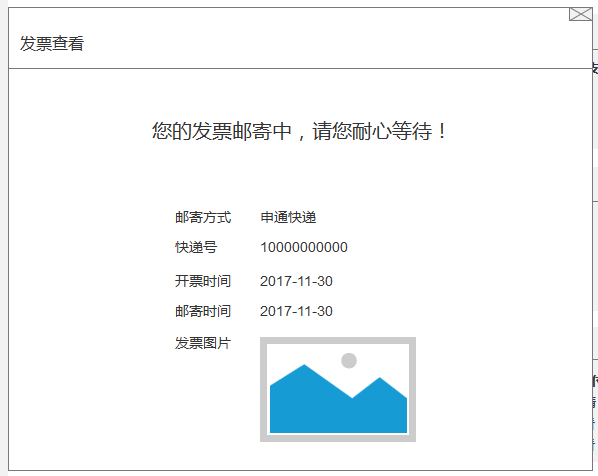 发票查看
您的发票邮寄中，请您耐心等待！
邮寄方式 申通快递
快递号 10000000000
开票时间 2017-11-30
邮寄时间 2017-11-30
发票图片